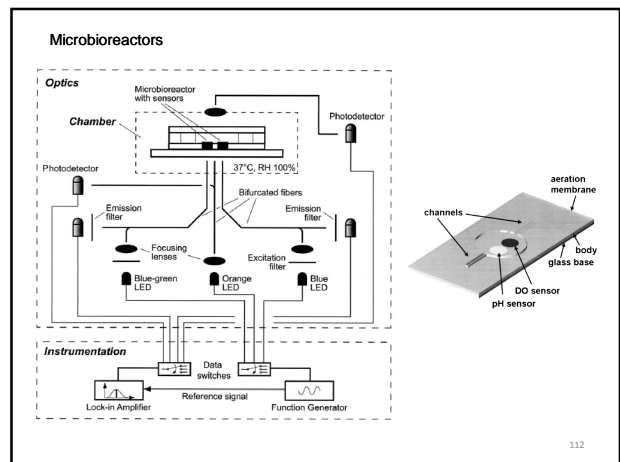 Microbioreactors
Optics
Microbioreactor
with sensors
Chamber
Photodetector
37°C, RH 100%
Photodetector
Bifurcated fibers
Emission
filter
Emission
filter
Focusing
lenses
Excitation
filter
Blue-green
LED
Orange
LED
Blue
LED
Instrumentation
Data
switches
Reference signal
Lock-in Amplifier
Function Generator
aeration
membrane
channels
body
glass base
DO sensor
pH sensor
112